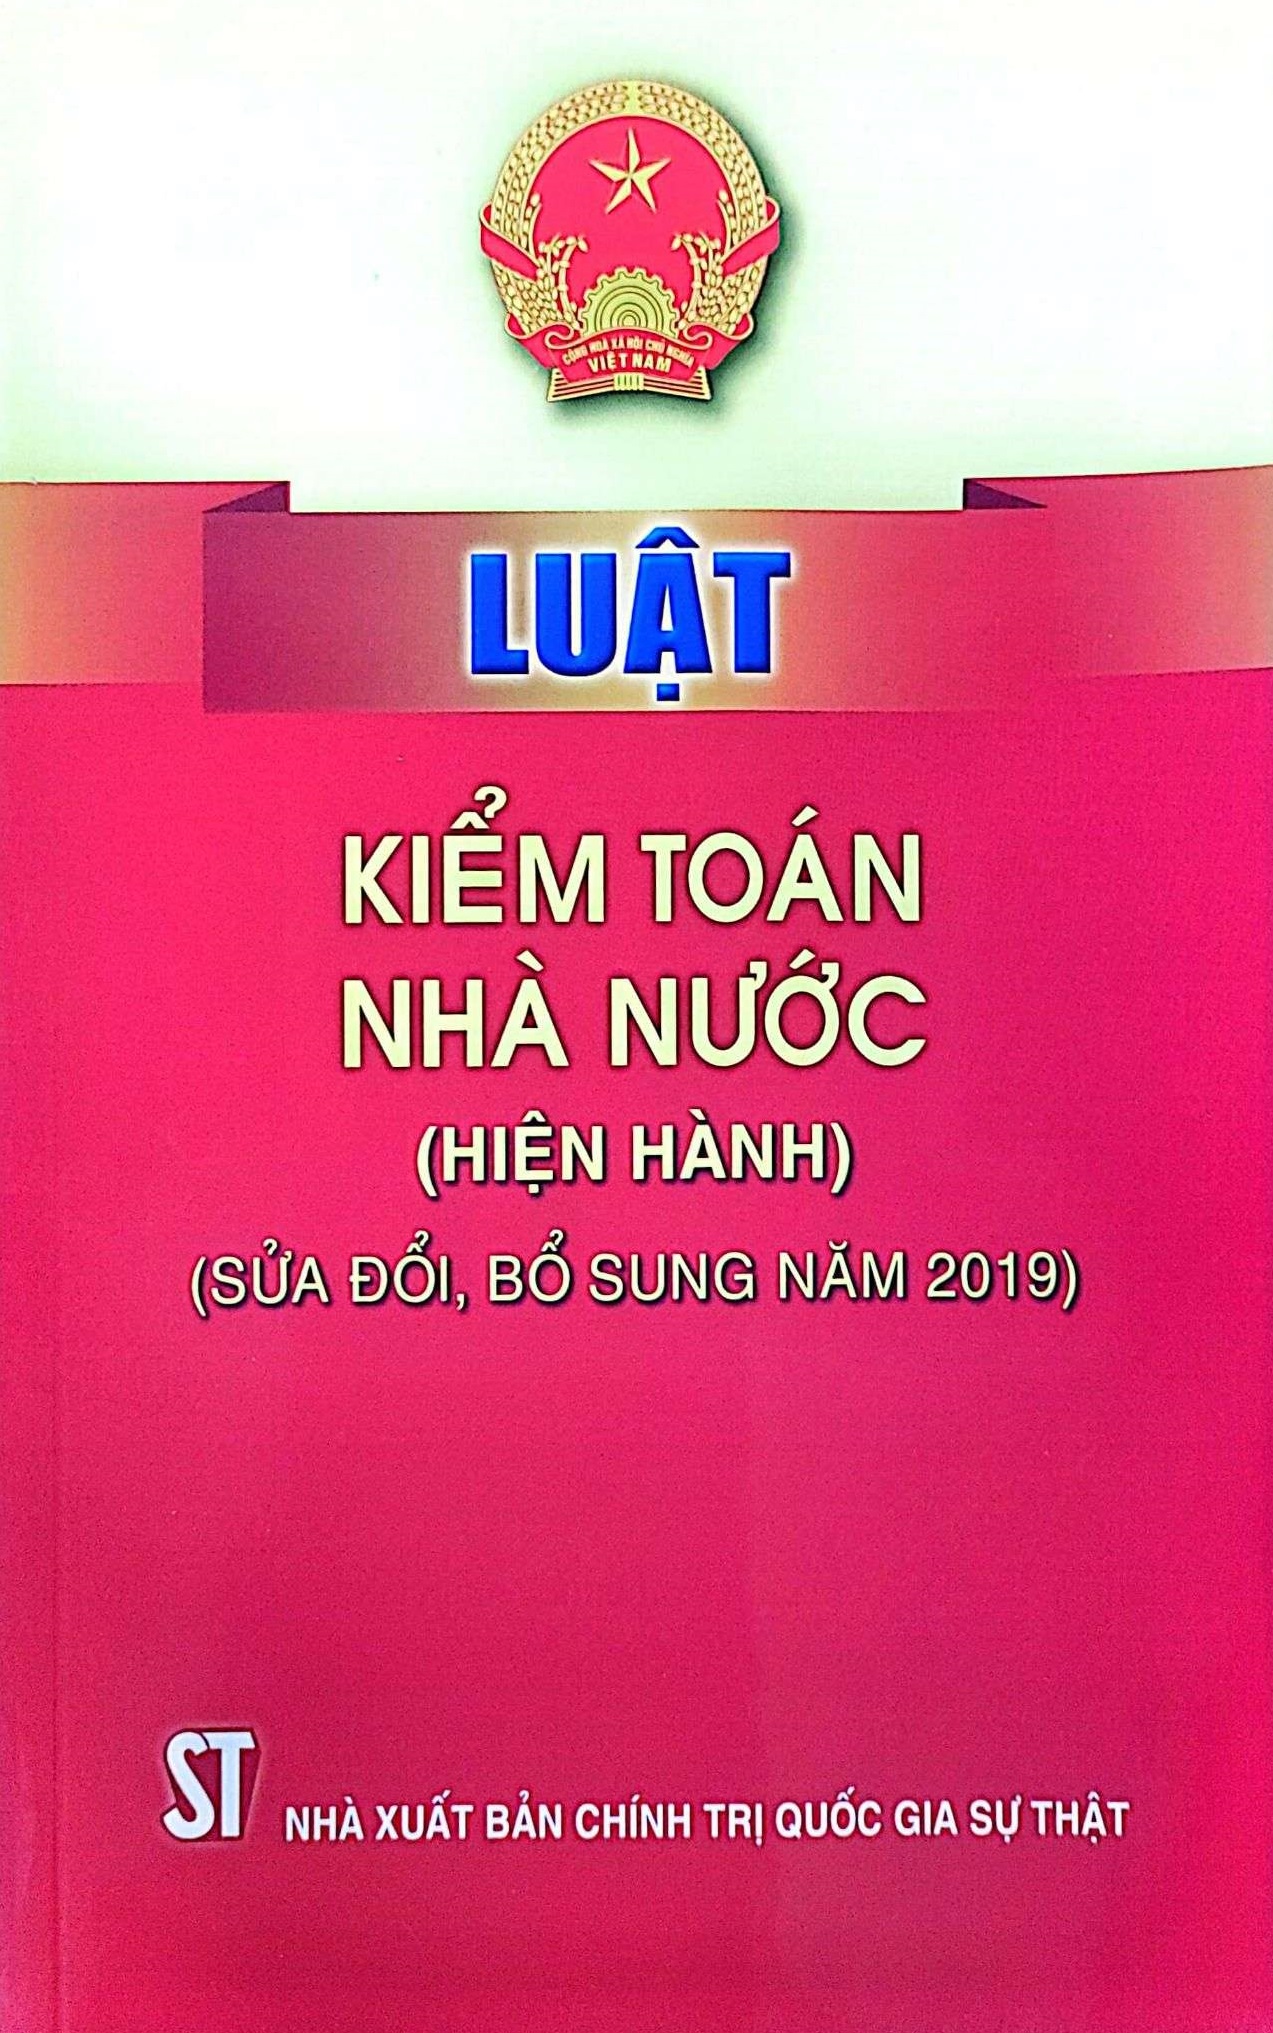 CỘNG HOÀ XÃ HỘI CHỦ NGHĨA
VIỆT NAM
LUẬT
KIỂM TOÁN
NHÀ NƯỚC
(HIỆN HÀNH)
(SỬA ĐỔI, BỔ SUNG NĂM 2019)
ST
NHÀ XUẤT BẢN CHÍNH TRỊ QUỐC GIA SỰ THẬT